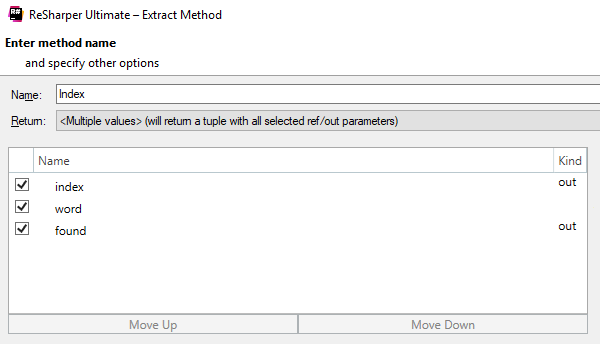 R#
ReSharper Ultimate – Extract Method
Enter method name
and specify other options
Name: Index
Return: <Multiple values> (will return a tuple with all selected ref/out parameters)
Name Kind
index out
word
found out
Move Up Move Down